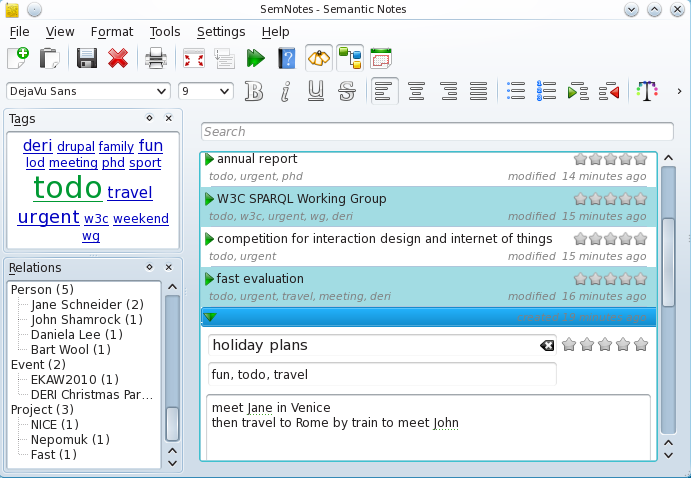 SemNotes - Semantic Notes
File View Format Tools Settings Help
DejaVu Sans 9 B i U S
Tags
deri drupal family fun
lod meeting phd sport
todo travel
urgent w3c weekend
wg
Relations
Person (5)
Jane Schneider (2)
John Shamrock (1)
Daniela Lee (1)
Bart Wool (1)
Event (2)
EKAW2010 (1)
DERI Christmas Par...
Project (3)
NICE (1)
Nepomuk (1)
Fast (1)
Search
annual report
todo, urgent, phd modified 14 minutes ago
W3C SPARQL Working Group
todo, w3c, urgent, wg, deri modified 15 minutes ago
competition for interaction design and internet of things
todo, urgent modified 15 minutes ago
fast evaluation
todo, urgent, travel, meeting, deri modified 16 minutes ago
holiday plans
fun, todo, travel
meet Jane in Venice
then travel to Rome by train to meet John